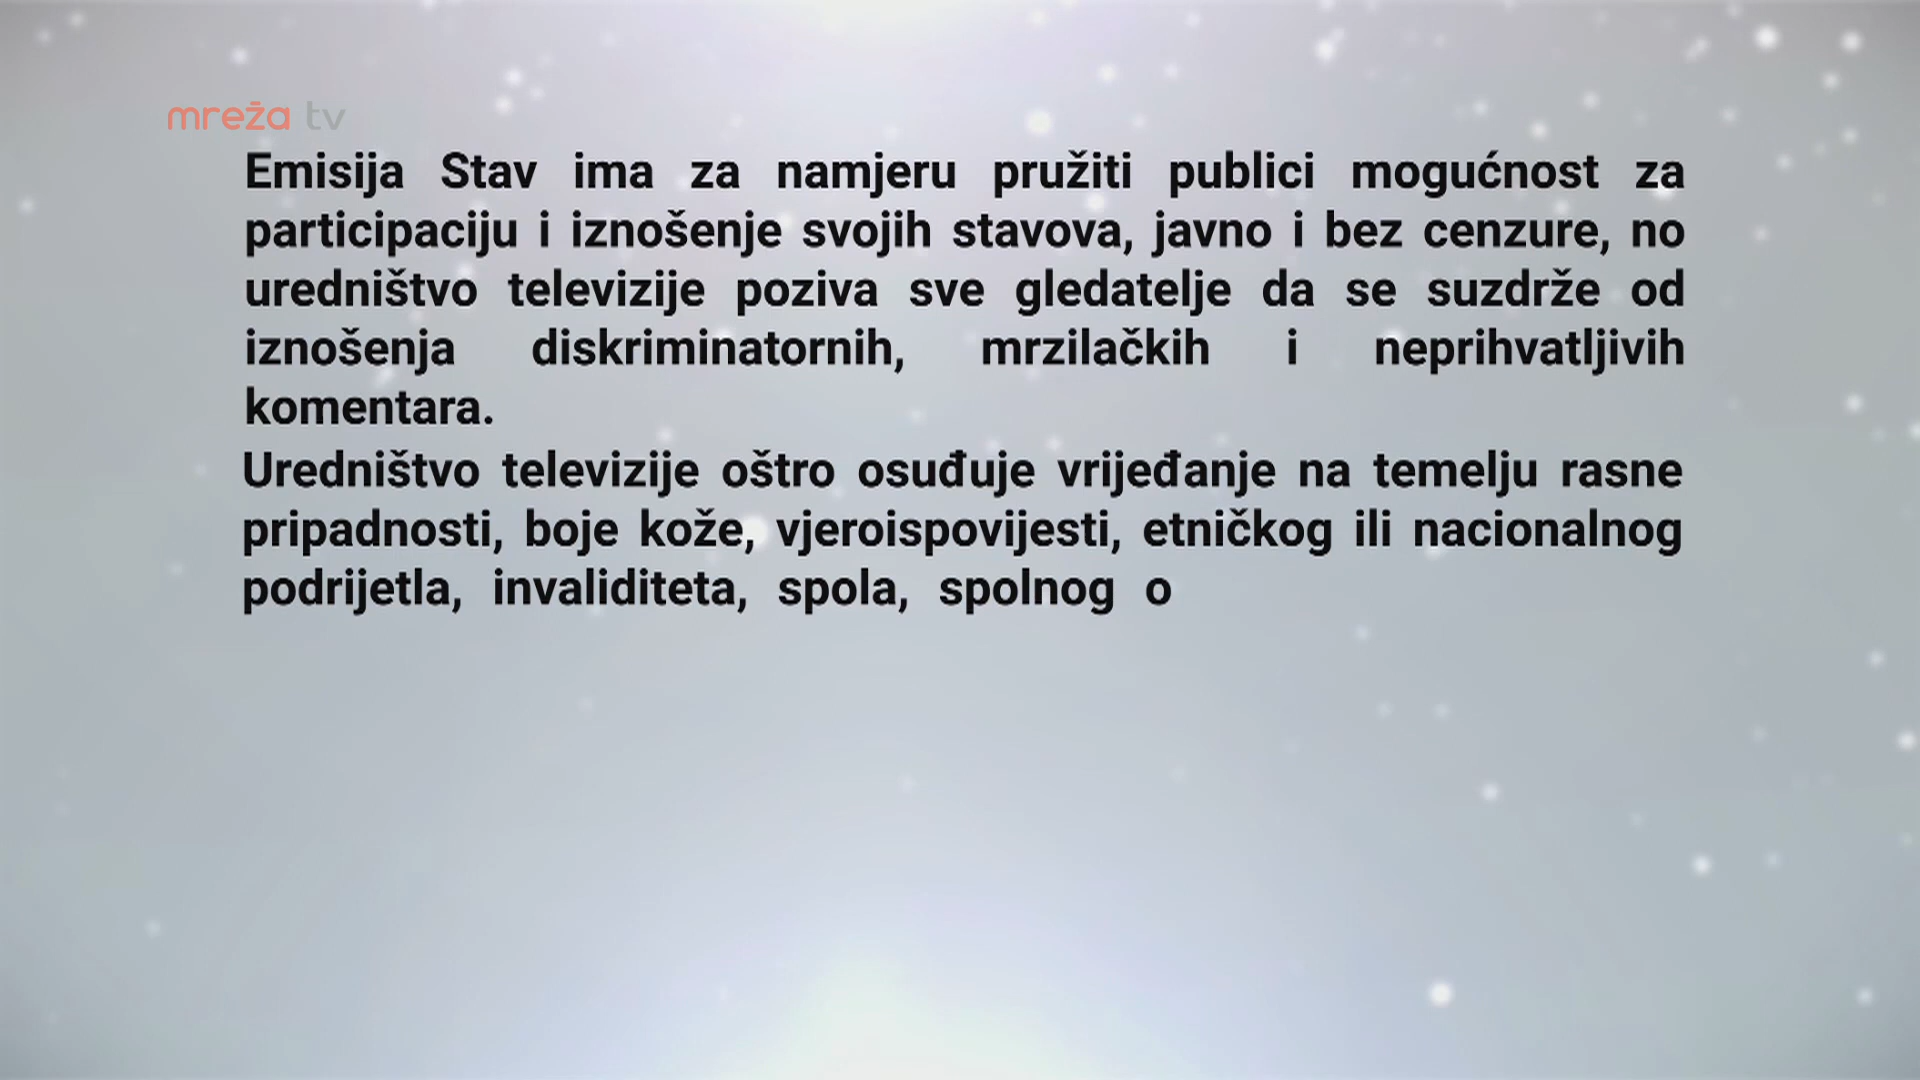 mreža tv
Emisija Stav ima za namjeru pružiti publici mogućnost za
participaciju i iznošenje svojih stavova, javno i bez cenzure, no
uredništvo televizije poziva sve gledatelje da se suzdrže od
iznošenja diskriminatornih, mrzilačkih i neprihvatljivih
komentara.
Uredništvo televizije oštro osuđuje vrijeđanje na temelju rasne
pripadnosti, boje kože, vjeroispovijesti, etničkog ili nacionalnog
podrijetla, invaliditeta, spola, spolnog o